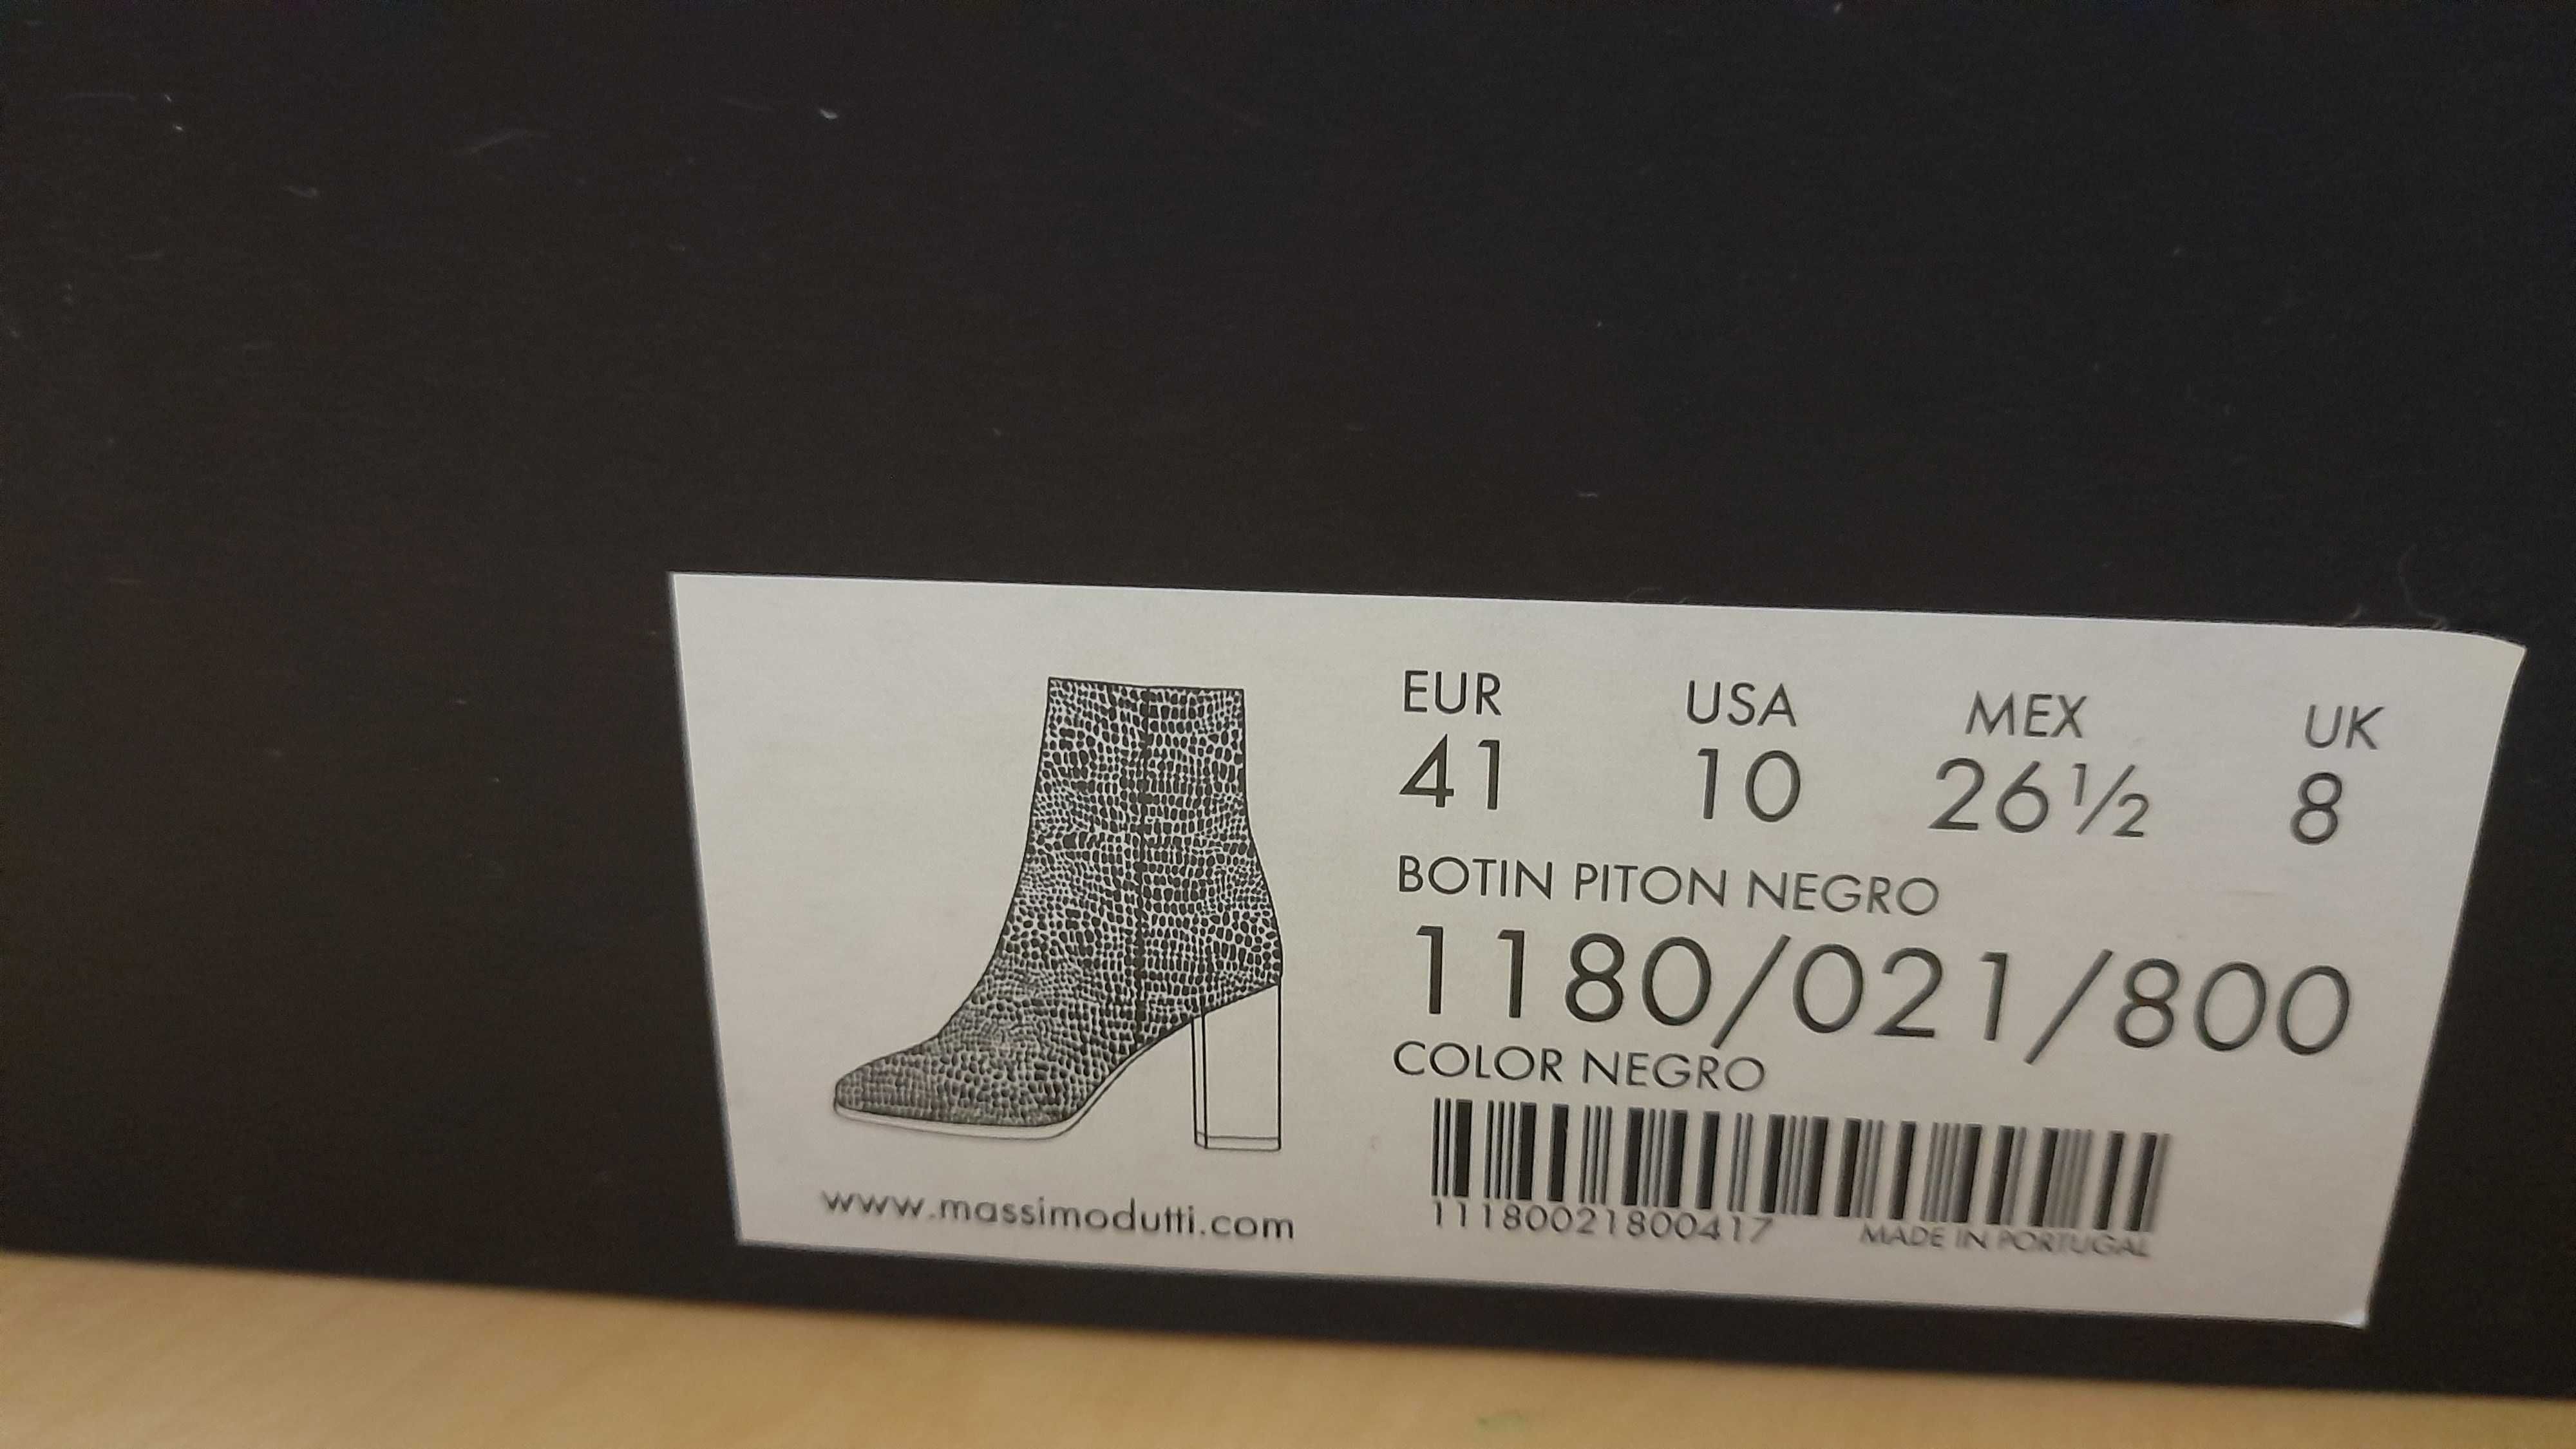 EUR USA MEX UK
41 10 26½ 8
BOTIN PITON NEGRO
1180/021/800
COLOR NEGRO
11180021800417 MADE IN PORTUGAL
www.massimodutti.com